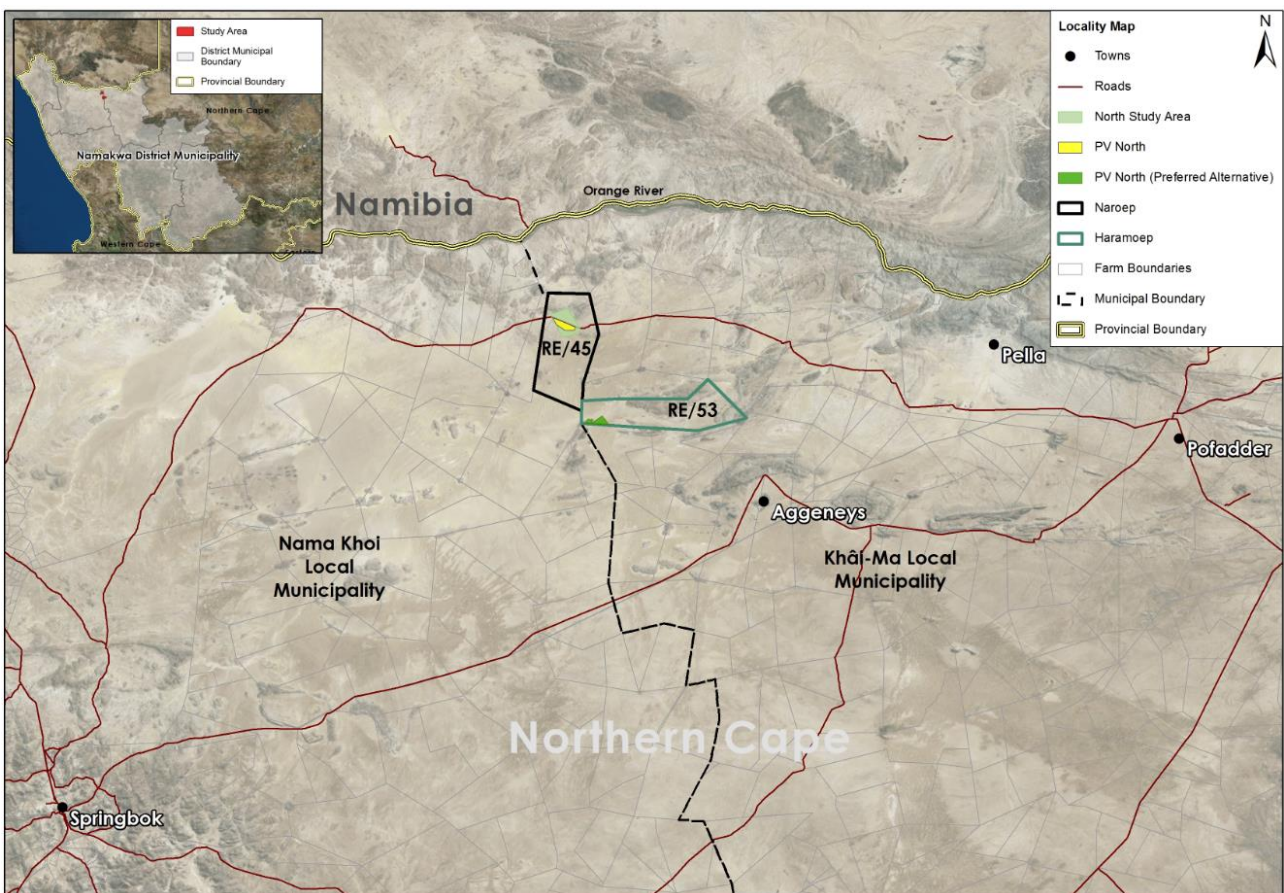 Study Area
District Municipal
Boundary
Provincial Boundary
Northern Cape
Namakwa District Municipality
Western Cape
Locality Map
N
Towns
Roads
North Study Area
PV North
PV North (Preferred Alternative)
Naroep
Haramoep
Farm Boundaries
Municipal Boundary
Provincial Boundary
Namibia
Orange River
RE/45
RE/53
Pella
Pofadder
Aggeneys
Nama Khoi
Local
Municipality
Khâi-Ma Local
Municipality
Northern Cape
Springbok